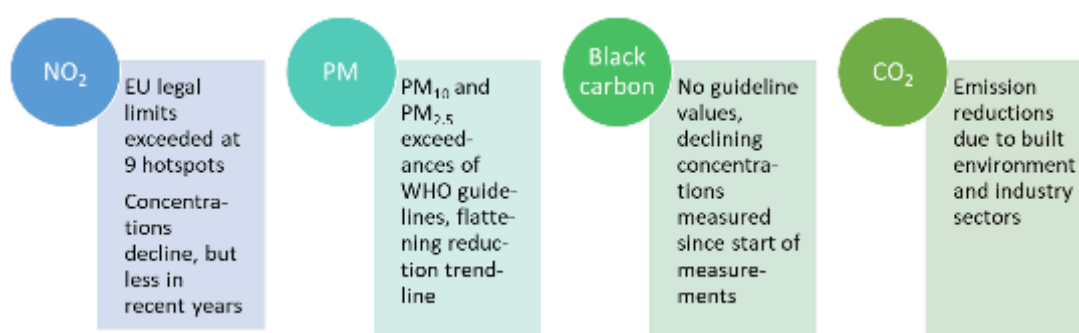 NO₂
EU legal
limits
exceeded at
9 hotspots
Concentra-
tions
decline, but
less in
recent years
PM
PM₁₀ and
PM₂.₅
exceed-
ances of
WHO guide-
lines, flatte-
ning reduc-
tion trend-
line
Black
carbon
No guideline
values,
declining
concentra-
tions
measured
since start of
measure-
ments
CO₂
Emission
reductions
due to built
environment
and industry
sectors